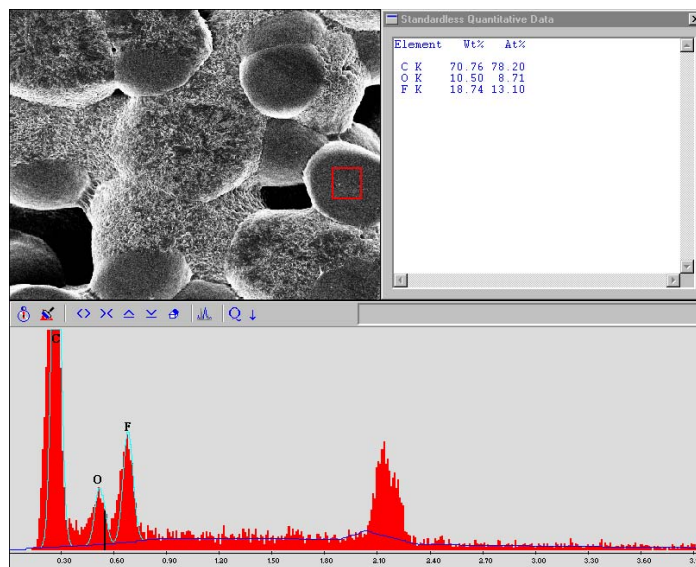 Standardless Quantitative Data
Element Wt% At%
C K 70.76 78.20
O K 10.50 8.71
F K 18.74 13.10
Q
C
F
O
0.30 0.60 0.90 1.20 1.50 1.80 2.10 2.40 2.70 3.00 3.30 3.60